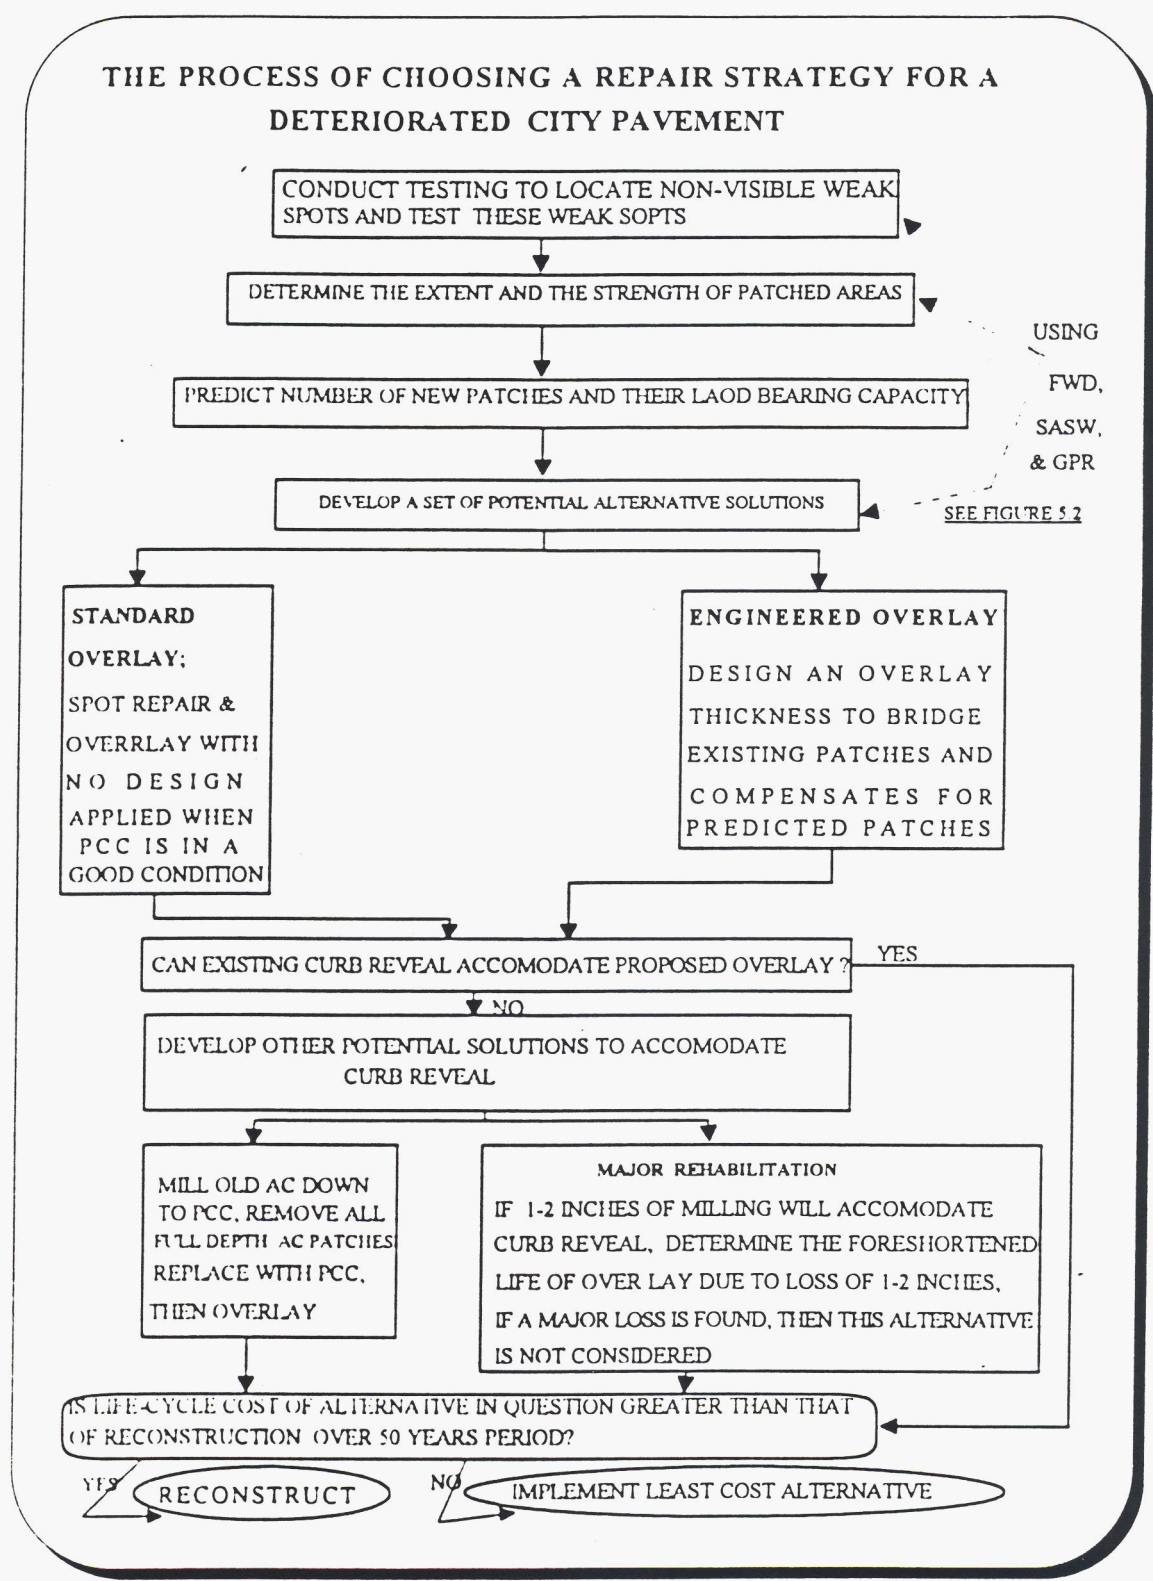 THE PROCESS OF CHOOSING A REPAIR STRATEGY FOR A
DETERIORATED CITY PAVEMENT
CONDUCT TESTING TO LOCATE NON-VISIBLE WEAK
SPOTS AND TEST THESE WEAK SOPTS
DETERMINE THE EXTENT AND THE STRENGTH OF PATCHED AREAS
USING
FWD,
SASW,
& GPR
PREDICT NUMBER OF NEW PATCHES AND THEIR LAOD BEARING CAPACITY
DEVELOP A SET OF POTENTIAL ALTERNATIVE SOLUTIONS
SEE FIGURE 5.2
STANDARD
OVERLAY;
SPOT REPAIR &
OVERRLAY WITH
NO DESIGN
APPLIED WHEN
PCC IS IN A
GOOD CONDITION
ENGINEERED OVERLAY
DESIGN AN OVERLAY
THICKNESS TO BRIDGE
EXISTING PATCHES AND
COMPENSATES FOR
PREDICTED PATCHES
CAN EXISTING CURB REVEAL ACCOMODATE PROPOSED OVERLAY ?
YES
NO
DEVELOP OTHER POTENTIAL SOLUTIONS TO ACCOMODATE
CURB REVEAL
MILL OLD AC DOWN
TO PCC, REMOVE ALL
FULL DEPTH AC PATCHES
REPLACE WITH PCC,
THEN OVERLAY
MAJOR REHABILITATION
IF 1-2 INCHES OF MILLING WILL ACCOMODATE
CURB REVEAL, DETERMINE THE FORESHORTENED
LIFE OF OVER LAY DUE TO LOSS OF 1-2 INCHES,
IF A MAJOR LOSS IS FOUND, THEN THIS ALTERNATIVE
IS NOT CONSIDERED
IS LIFE-CYCLE COST OF ALTERNATIVE IN QUESTION GREATER THAN THAT
OF RECONSTRUCTION OVER 50 YEARS PERIOD?
YES
RECONSTRUCT
NO
IMPLEMENT LEAST COST ALTERNATIVE